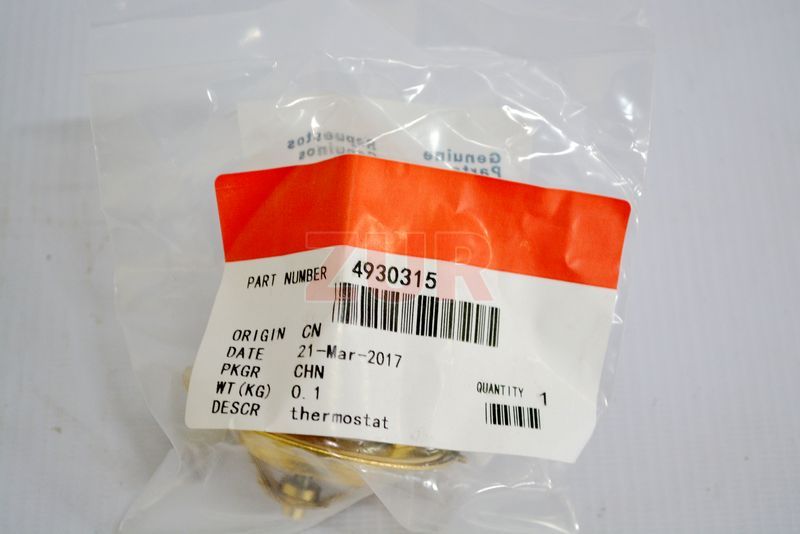 Repuestos
Genuinos
Genuine
Parts
ZUR
PART NUMBER 4930315
ORIGIN CN
DATE 21-Mar-2017
PKGR CHN
WT(KG) 0.1
DESCR thermostat
QUANTITY 1